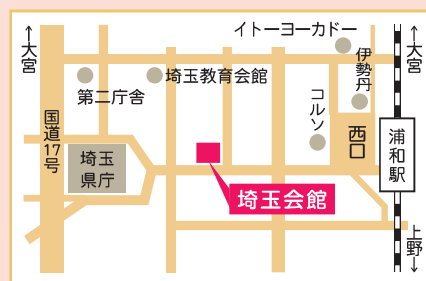 イトーヨーカドー
↑大宮
↑大宮
伊勢丹
埼玉教育会館
第二庁舎
コルソ
国道17号
西口
浦和駅
埼玉
県庁
埼玉会館
上野↓